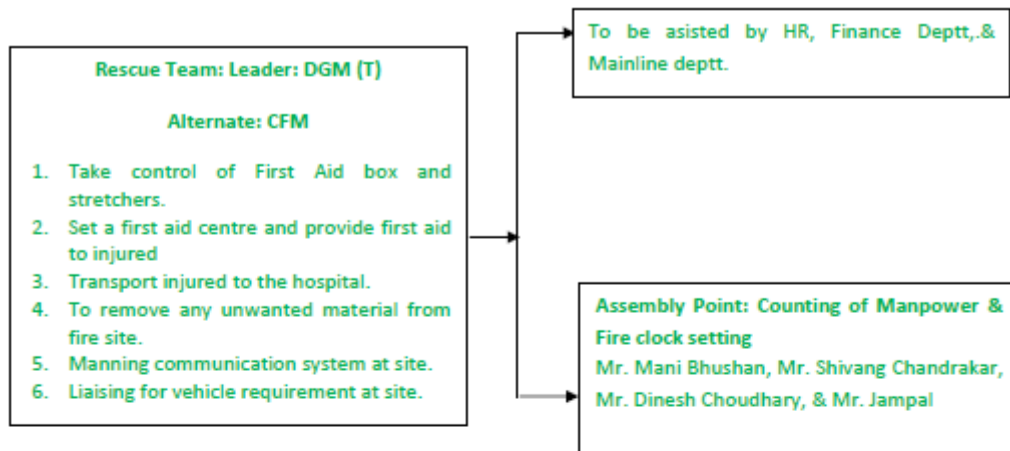 Rescue Team: Leader: DGM (T)
Alternate: CFM
1. Take control of First Aid box and
stretchers.
2. Set a first aid centre and provide first aid
to injured
3. Transport injured to the hospital.
4. To remove any unwanted material from
fire site.
5. Manning communication system at site.
6. Liaising for vehicle requirement at site.
To be asisted by HR, Finance Deptt,.&
Mainline deptt.
Assembly Point: Counting of Manpower &
Fire clock setting
Mr. Mani Bhushan, Mr. Shivang Chandrakar,
Mr. Dinesh Choudhary, & Mr. Jampal